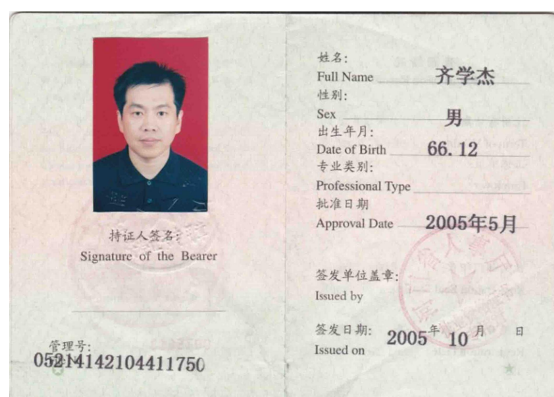 持证人签名:
Signature of the Bearer
管理号:
05214142104411750
姓名:
Full Name 齐学杰
性别:
Sex 男
出生年月:
Date of Birth 66.12
专业类别:
Professional Type
批准日期
Approval Date 2005年5月
签发单位盖章:
Issued by
签发日期: 2005年 10月 日
Issued on